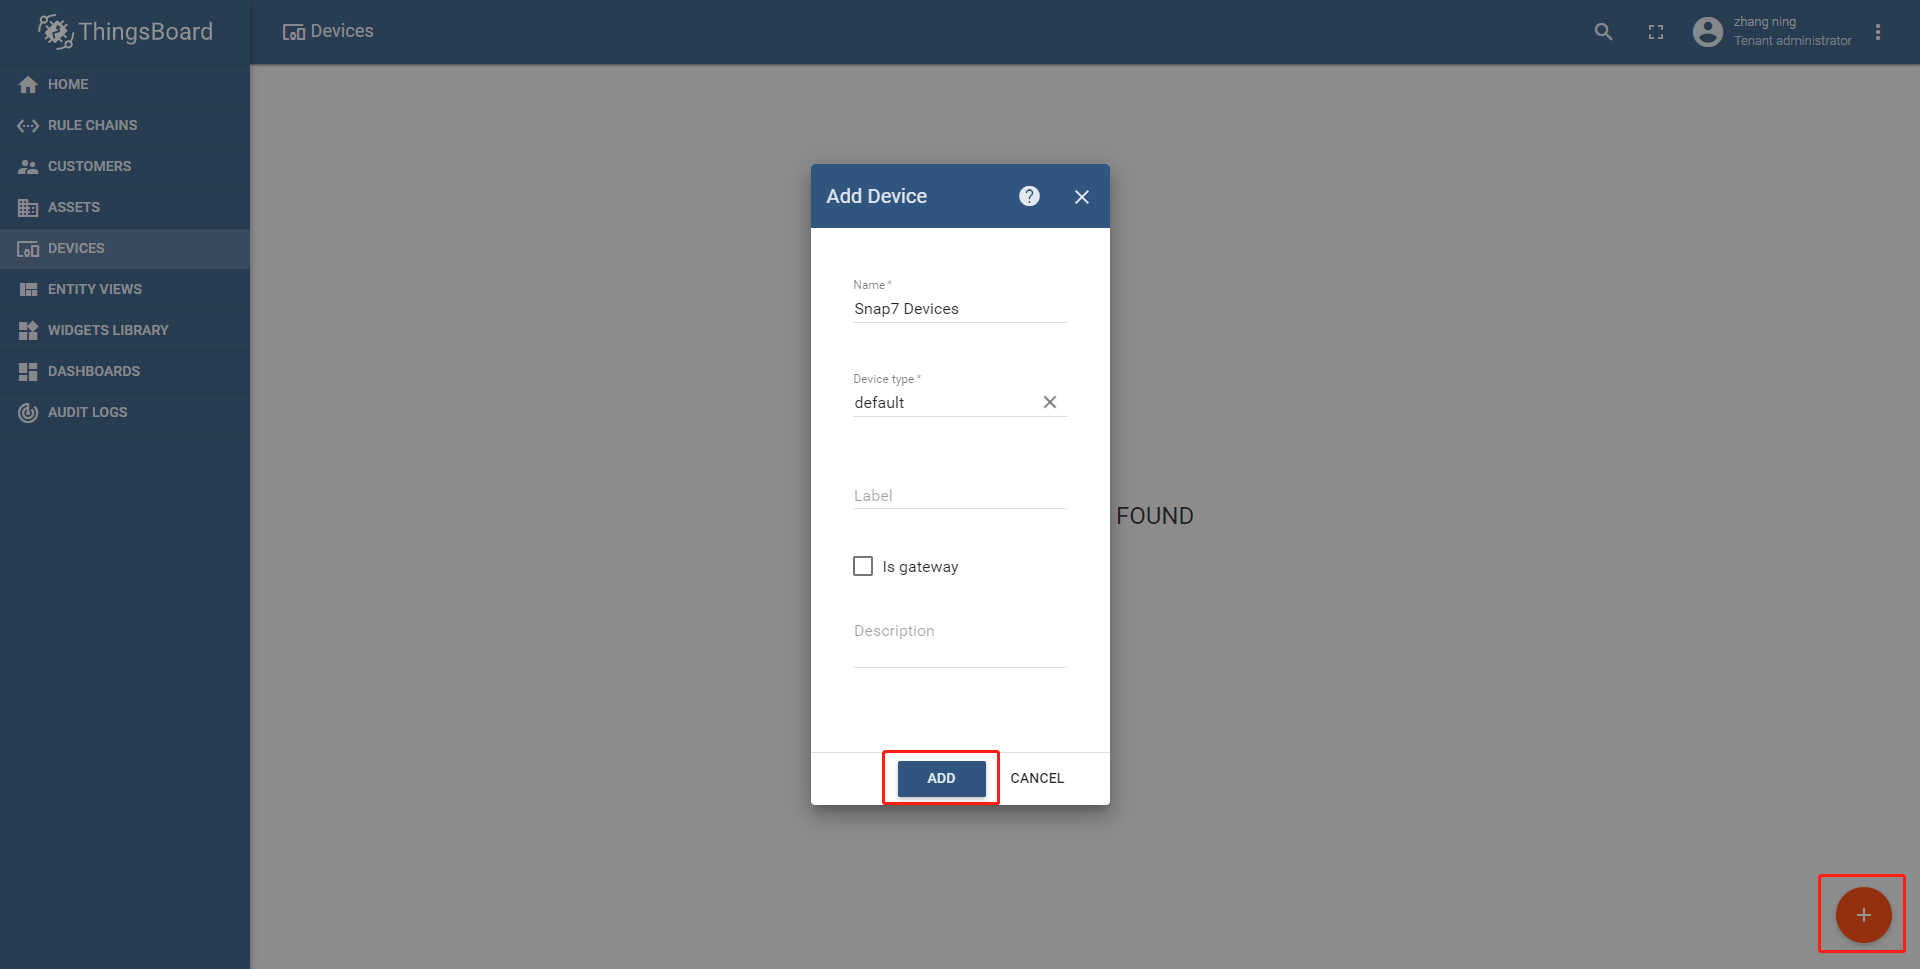 ThingsBoard
Devices
zhang ning
Tenant administrator
HOME
RULE CHAINS
CUSTOMERS
ASSETS
DEVICES
ENTITY VIEWS
WIDGETS LIBRARY
DASHBOARDS
AUDIT LOGS
Add Device
?
Name *
Snap7 Devices
Device type *
default
Label
FOUND
Is gateway
Description
ADD
CANCEL
+